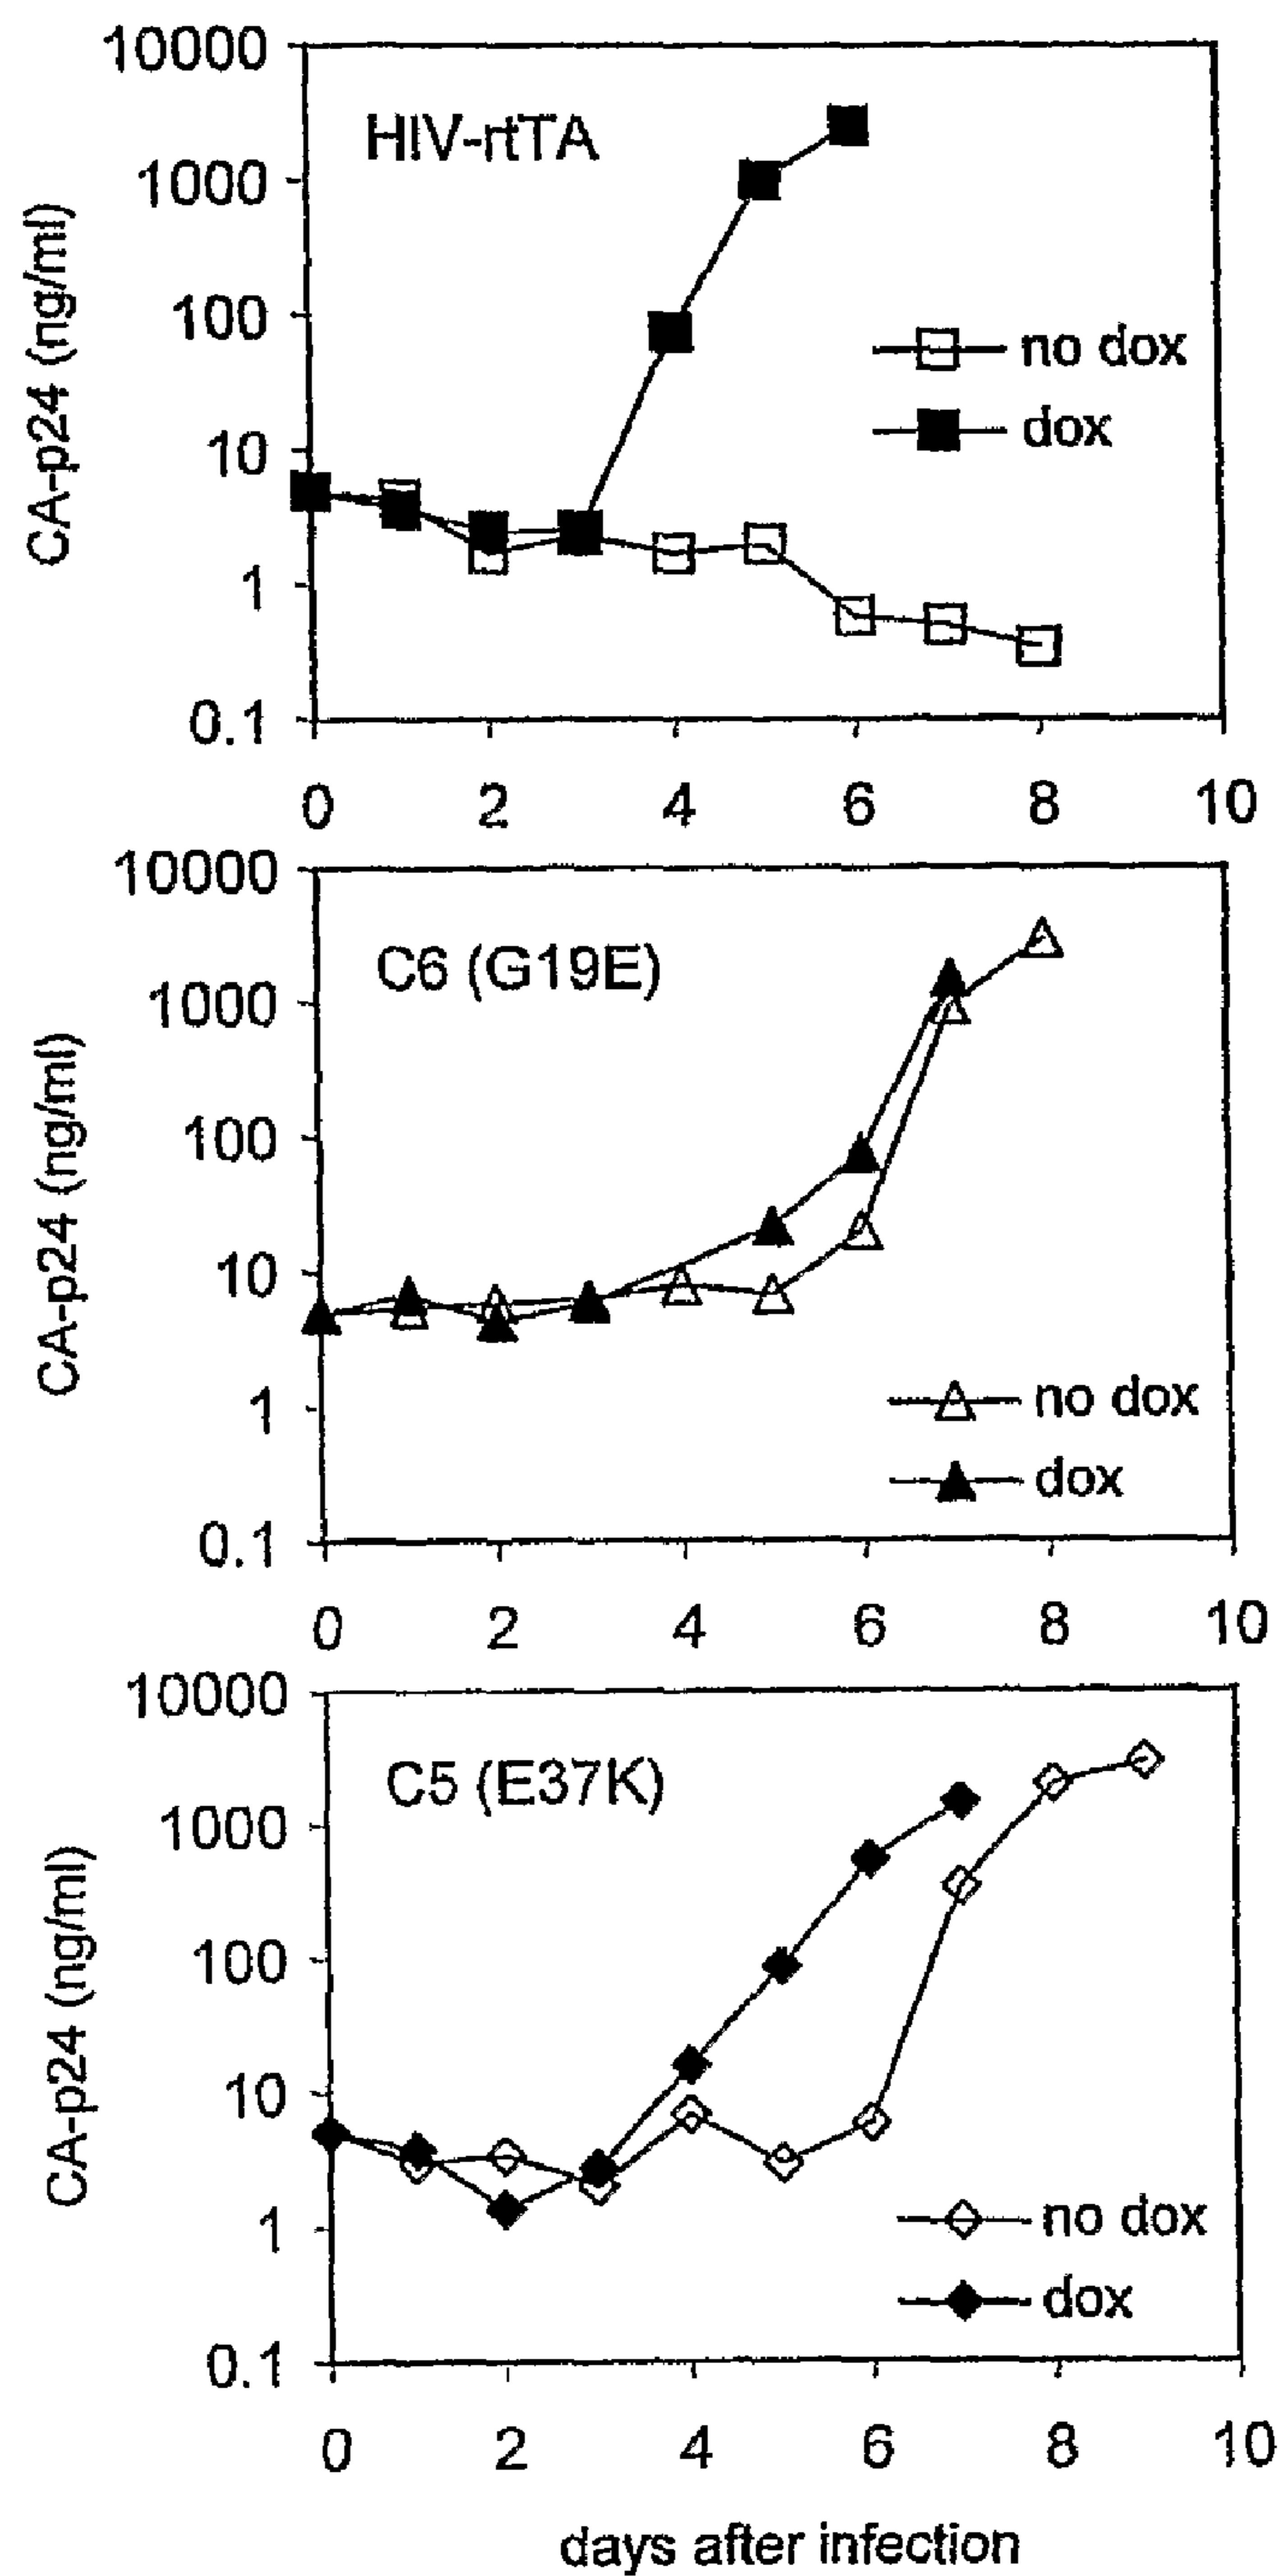 10000
HIV-rtTA
1000
100
no dox
dox
10
1
0.1
CA-p24 (ng/ml)
0 2 4 6 8 10
10000
C6 (G19E)
1000
100
10
1
no dox
dox
0.1
CA-p24 (ng/ml)
0 2 4 6 8 10
10000
C5 (E37K)
1000
100
10
1
no dox
dox
0.1
CA-p24 (ng/ml)
0 2 4 6 8 10
days after infection